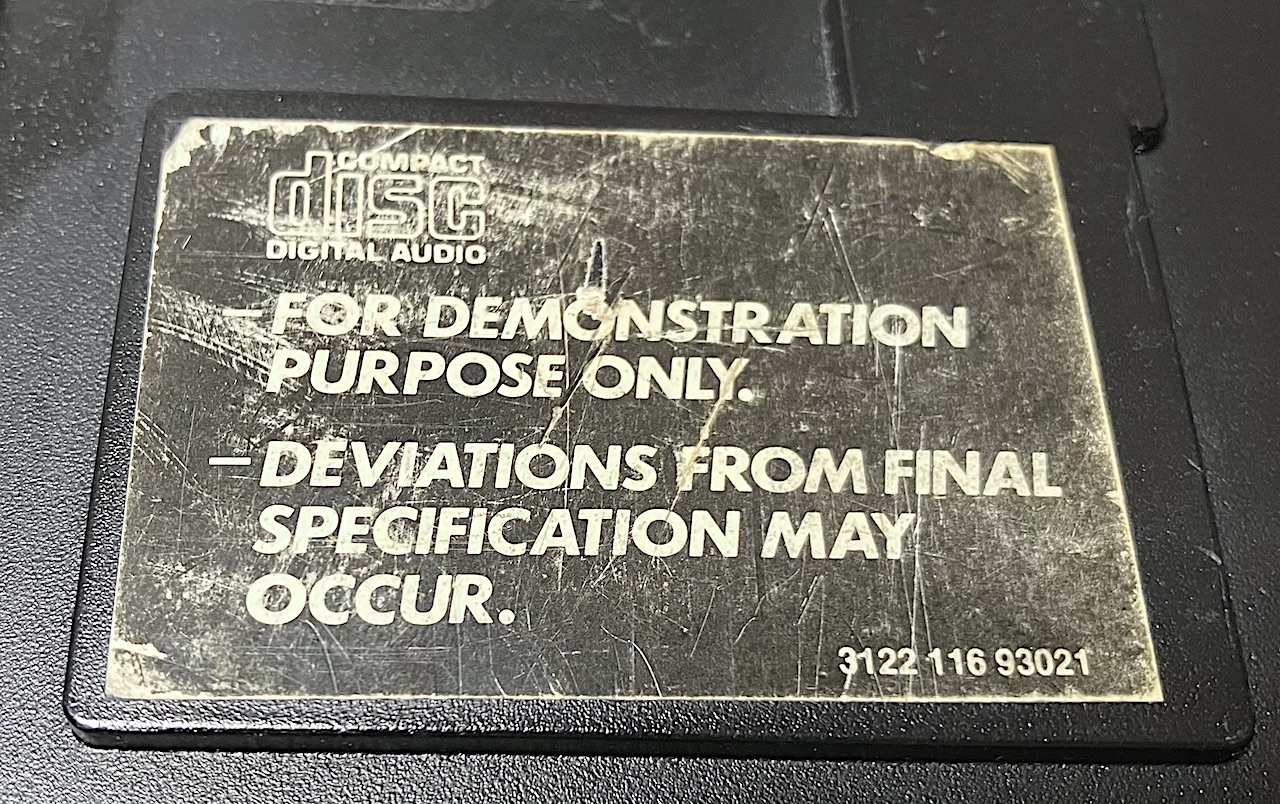 COMPACT
disc
DIGITAL AUDIO
– FOR DEMONSTRATION
PURPOSE ONLY.
– DEVIATIONS FROM FINAL
SPECIFICATION MAY
OCCUR.
3122 116 93021